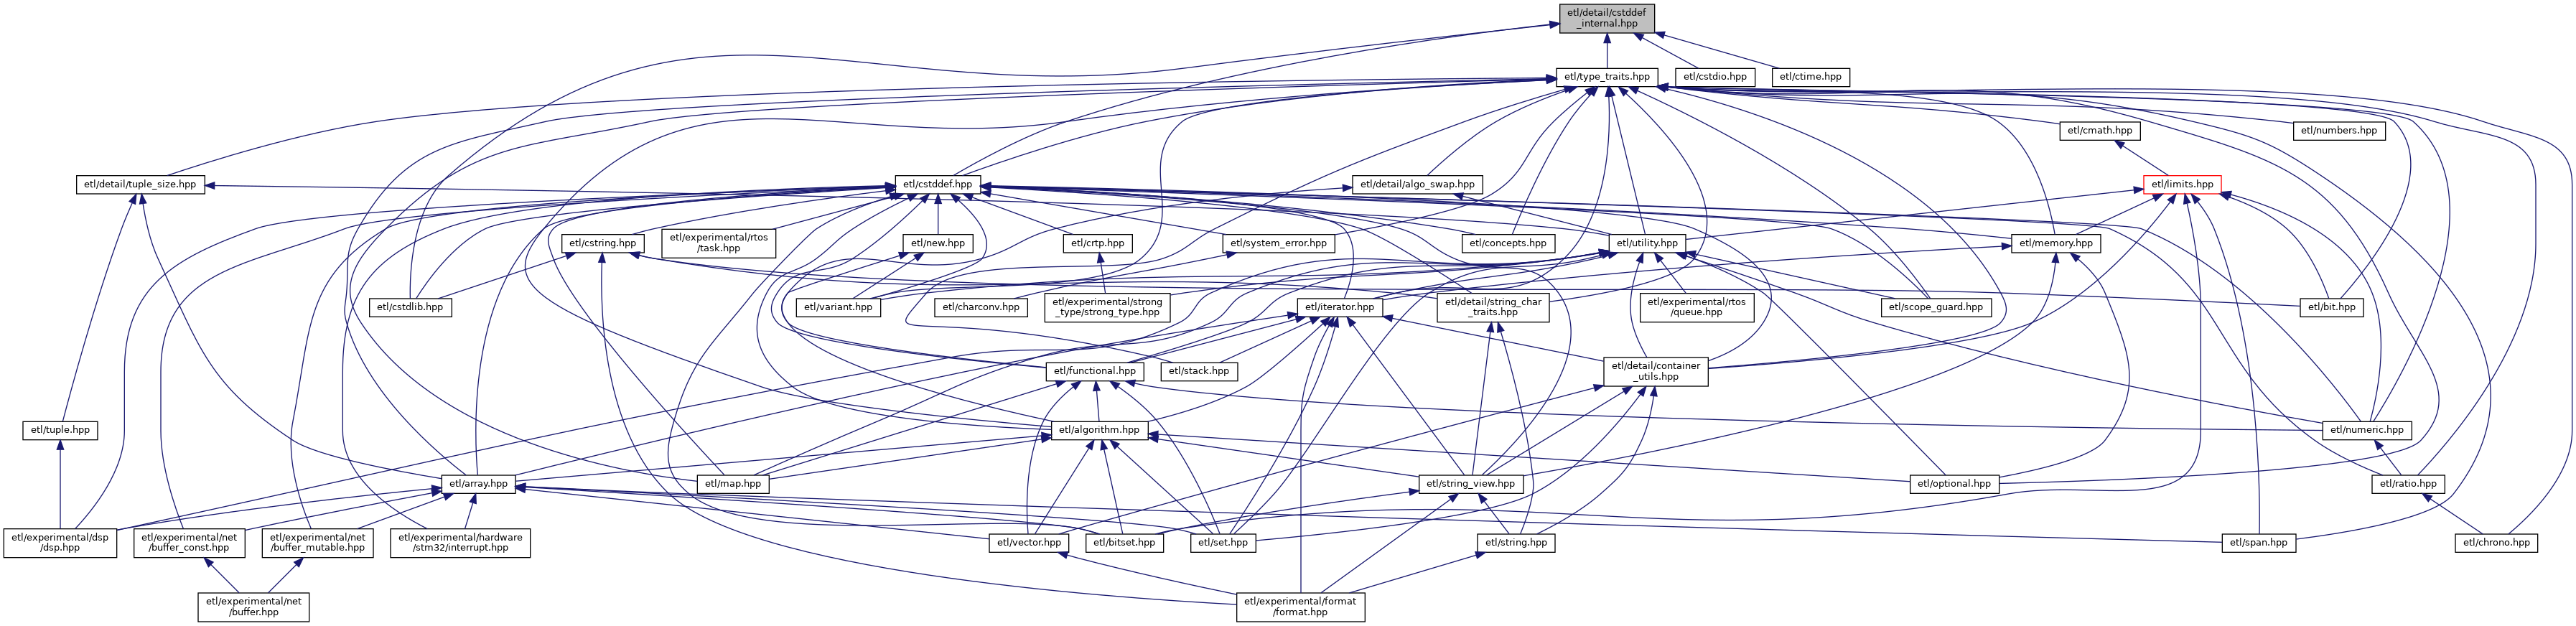 etl/detail/cstddef
_internal.hpp
etl/type_traits.hpp
etl/cstdio.hpp
etl/ctime.hpp
etl/cmath.hpp
etl/numbers.hpp
etl/detail/tuple_size.hpp
etl/cstddef.hpp
etl/detail/algo_swap.hpp
etl/limits.hpp
etl/cstring.hpp
etl/experimental/rtos
/task.hpp
etl/new.hpp
etl/crtp.hpp
etl/system_error.hpp
etl/concepts.hpp
etl/utility.hpp
etl/memory.hpp
etl/cstdlib.hpp
etl/variant.hpp
etl/charconv.hpp
etl/experimental/strong
_type/strong_type.hpp
etl/iterator.hpp
etl/detail/string_char
_traits.hpp
etl/experimental/rtos
/queue.hpp
etl/scope_guard.hpp
etl/bit.hpp
etl/functional.hpp
etl/stack.hpp
etl/detail/container
_utils.hpp
etl/tuple.hpp
etl/algorithm.hpp
etl/numeric.hpp
etl/array.hpp
etl/map.hpp
etl/string_view.hpp
etl/optional.hpp
etl/ratio.hpp
etl/experimental/dsp
/dsp.hpp
etl/experimental/net
/buffer_const.hpp
etl/experimental/net
/buffer_mutable.hpp
etl/experimental/hardware
/stm32/interrupt.hpp
etl/vector.hpp
etl/bitset.hpp
etl/set.hpp
etl/string.hpp
etl/span.hpp
etl/chrono.hpp
etl/experimental/net
/buffer.hpp
etl/experimental/format
/format.hpp